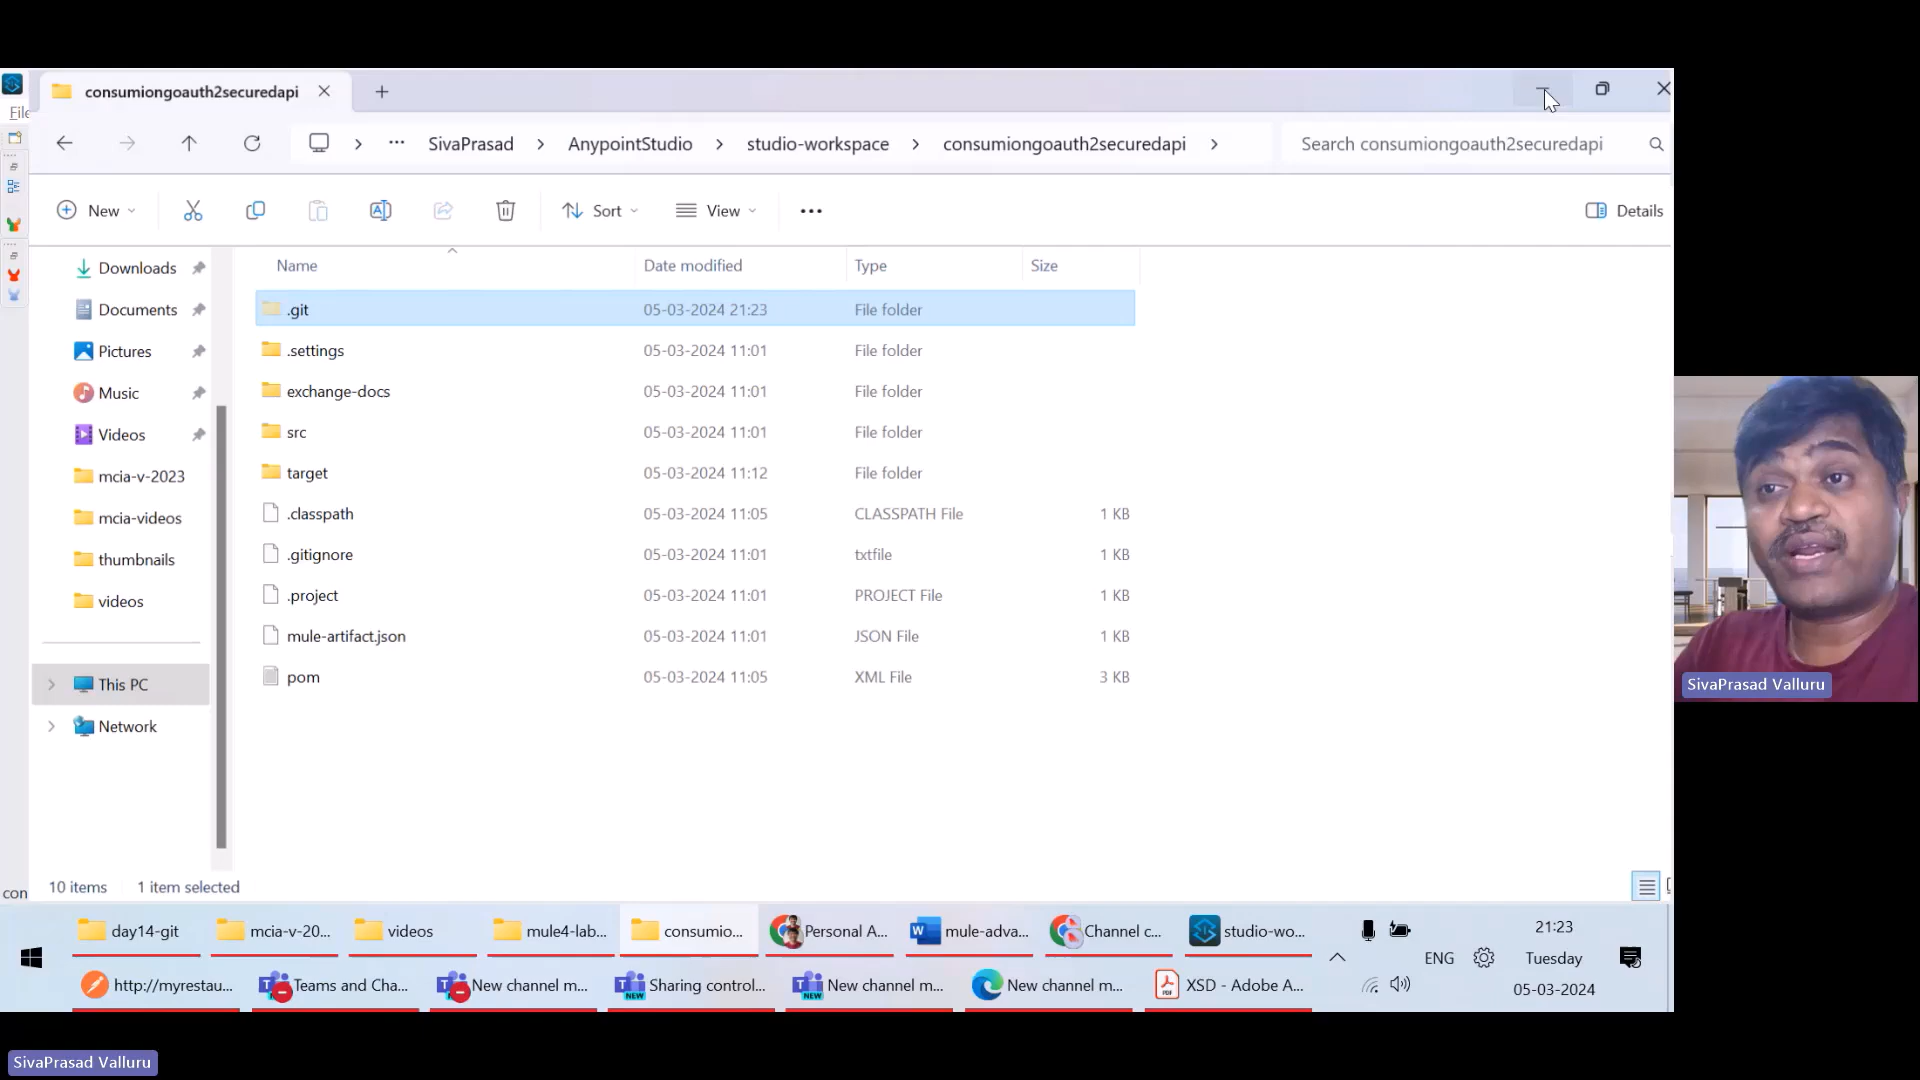 consumiongoauth2securedapi
File
SivaPrasad
AnypointStudio
studio-workspace
consumiongoauth2securedapi
Search consumiongoauth2securedapi
New
Sort
View
Details
Downloads
Documents
Pictures
Music
Videos
mcia-v-2023
mcia-videos
thumbnails
videos
This PC
Network
Name Date modified Type Size
.git 05-03-2024 21:23 File folder
.settings 05-03-2024 11:01 File folder
exchange-docs 05-03-2024 11:01 File folder
src 05-03-2024 11:01 File folder
target 05-03-2024 11:12 File folder
.classpath 05-03-2024 11:05 CLASSPATH File 1 KB
.gitignore 05-03-2024 11:01 txtfile 1 KB
.project 05-03-2024 11:01 PROJECT File 1 KB
mule-artifact.json 05-03-2024 11:01 JSON File 1 KB
pom 05-03-2024 11:05 XML File 3 KB
SivaPrasad Valluru
con
10 items 1 item selected
day14-git
mcia-v-20...
videos
mule4-lab...
consumio...
Personal A...
mule-adva...
Channel c...
studio-wo...
http://myrestau...
Teams and Cha...
New channel m...
Sharing control...
New channel m...
New channel m...
XSD - Adobe A...
ENG
21:23
Tuesday
05-03-2024
SivaPrasad Valluru